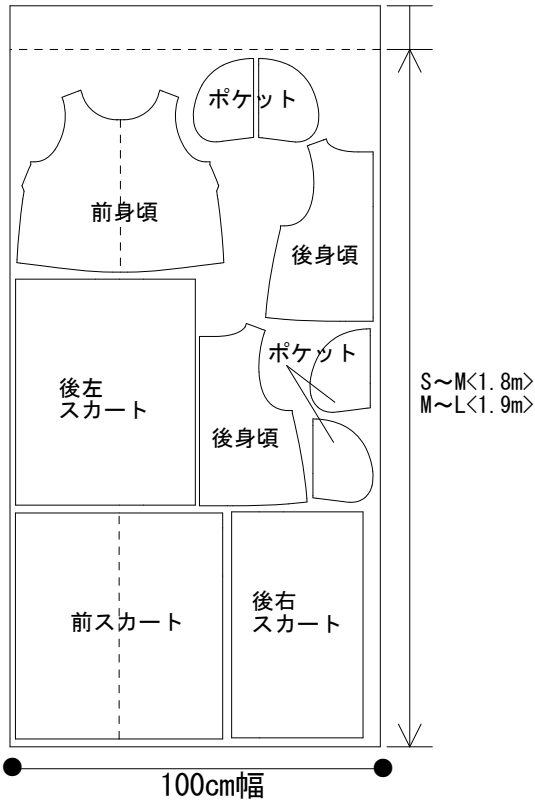 ポケット
前身頃
後身頃
ポケット
後左
スカート
後身頃
S～M<1.8m>
M～L<1.9m>
前スカート
後右
スカート
100cm幅